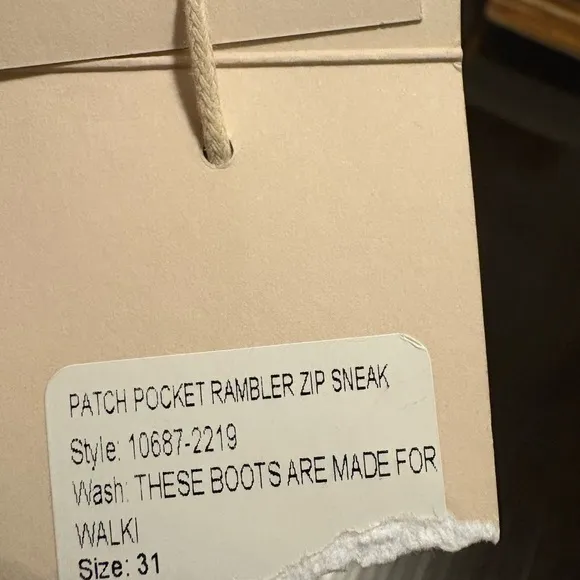 PATCH POCKET RAMBLER ZIP SNEAK
Style: 10687-2219
Wash: THESE BOOTS ARE MADE FOR
WALKI
Size: 31